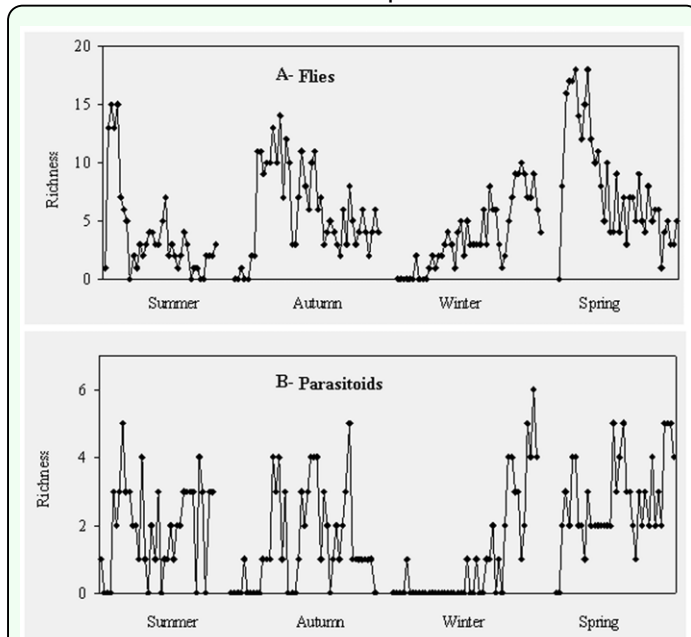 20
A- Flies
15
Richness
10
5
0
Summer Autumn Winter Spring
B- Parasitoids
6
Richness
4
2
0
Summer Autumn Winter Spring